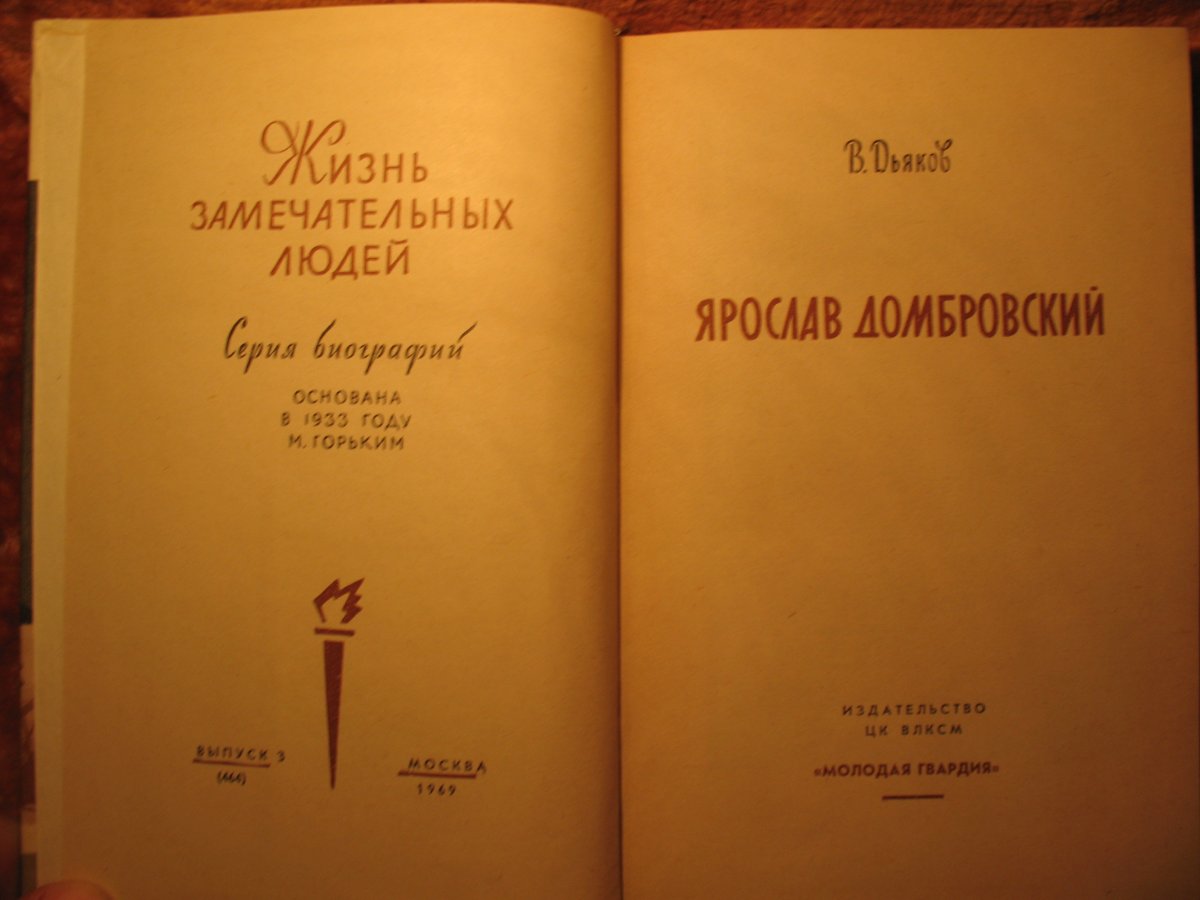 Жизнь
ЗАМЕЧАТЕЛЬНЫХ
ЛЮДЕЙ
Серия биографий
ОСНОВАНА
В 1933 ГОДУ
М. ГОРЬКИМ
ВЫПУСК 3
(464)
МОСКВА
1969
В. Дьяков
ЯРОСЛАВ ДОМБРОВСКИЙ
ИЗДАТЕЛЬСТВО
ЦК ВЛКСМ
«МОЛОДАЯ ГВАРДИЯ»